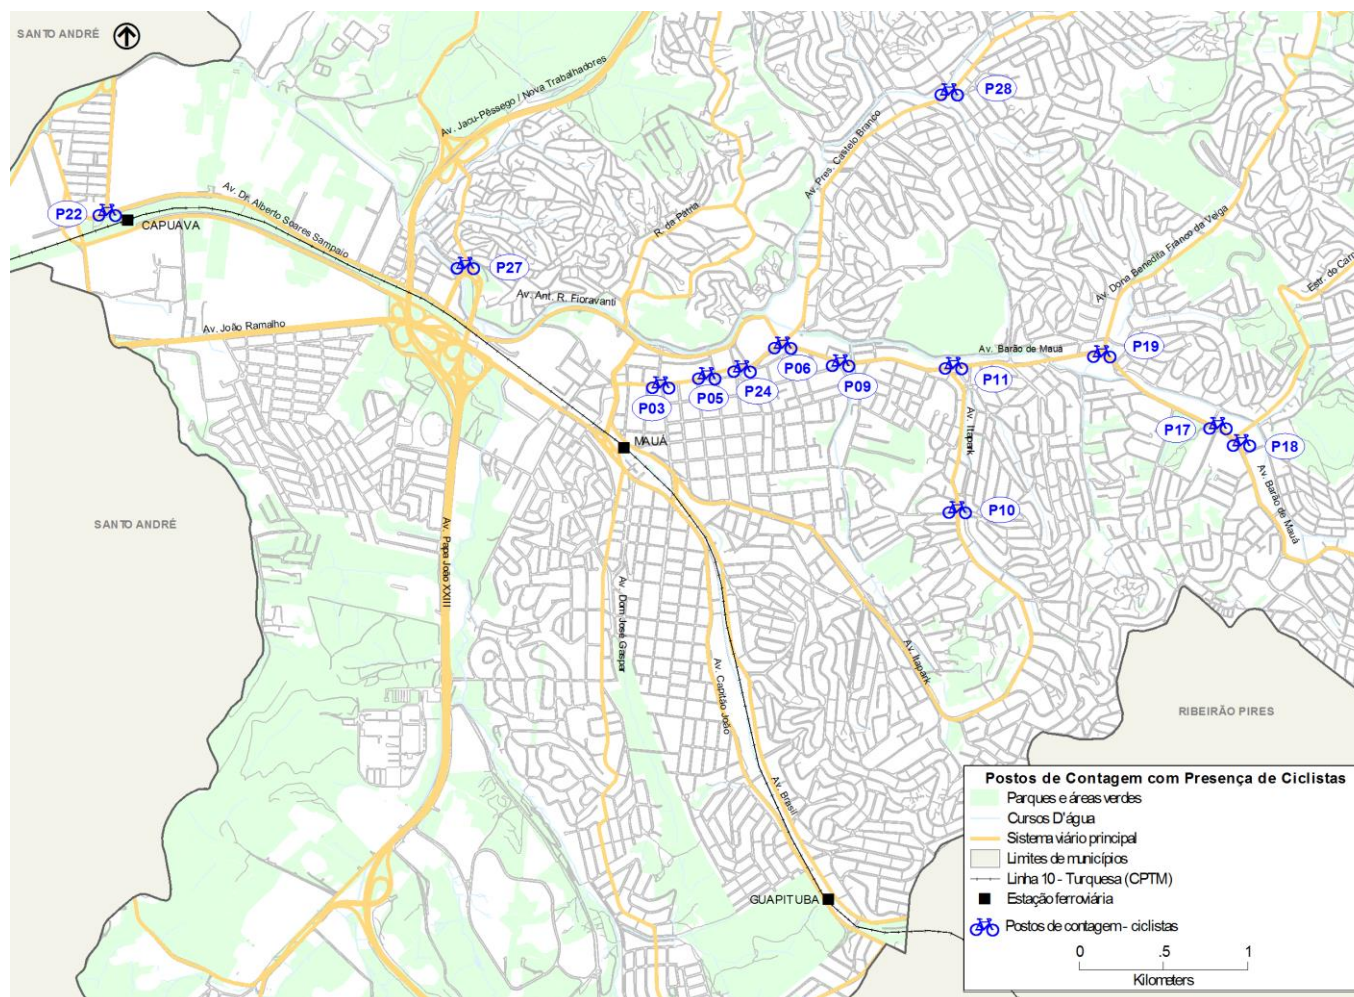 SANTO ANDRÉ
Av. Jacu-Pêssego / Nova Trabalhadores
P28
Av. Pres. Castelo Branco
P22
CAPUAVA
Av. Dr. Alberto Soares Sampaio
R. da Pátria
Av. Dona Benedita Franco da Veiga
P27
Av. Ant. R. Fioravanti
Estr. do Carr
Av. João Ramalho
Av. Barão de Mauá
P19
P06
P09
P11
P24
P05
P03
MAUÁ
Av. Itapark
P17
P18
Av. Barão de Mauá
P10
SANTO ANDRÉ
Av. Papa João XXIII
Av. Dom José Gaspar
Av. Capitão João
Av. Itapark
RIBEIRÃO PIRES
Av. Brasil
GUAPITUBA
Postos de Contagem com Presença de Ciclistas
Parques e áreas verdes
Cursos D'água
Sistema viário principal
Limites de municípios
Linha 10 - Turquesa (CPTM)
Estação ferroviária
Postos de contagem - ciclistas
0 .5 1
Kilometers